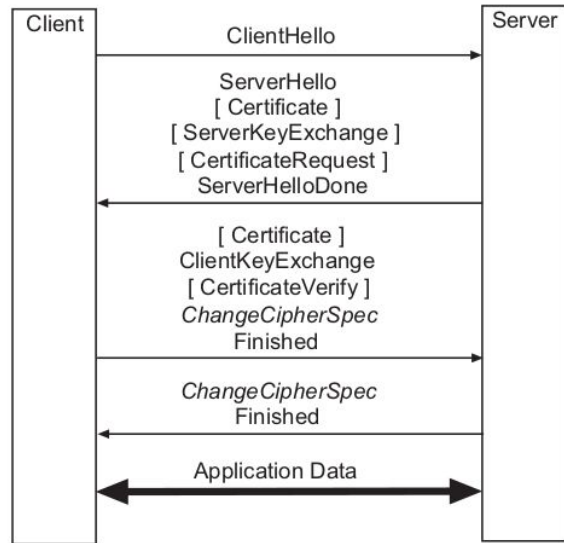 Client
Server
ClientHello
ServerHello
[ Certificate ]
[ ServerKeyExchange ]
[ CertificateRequest ]
ServerHelloDone
[ Certificate ]
ClientKeyExchange
[ CertificateVerify ]
ChangeCipherSpec
Finished
ChangeCipherSpec
Finished
Application Data